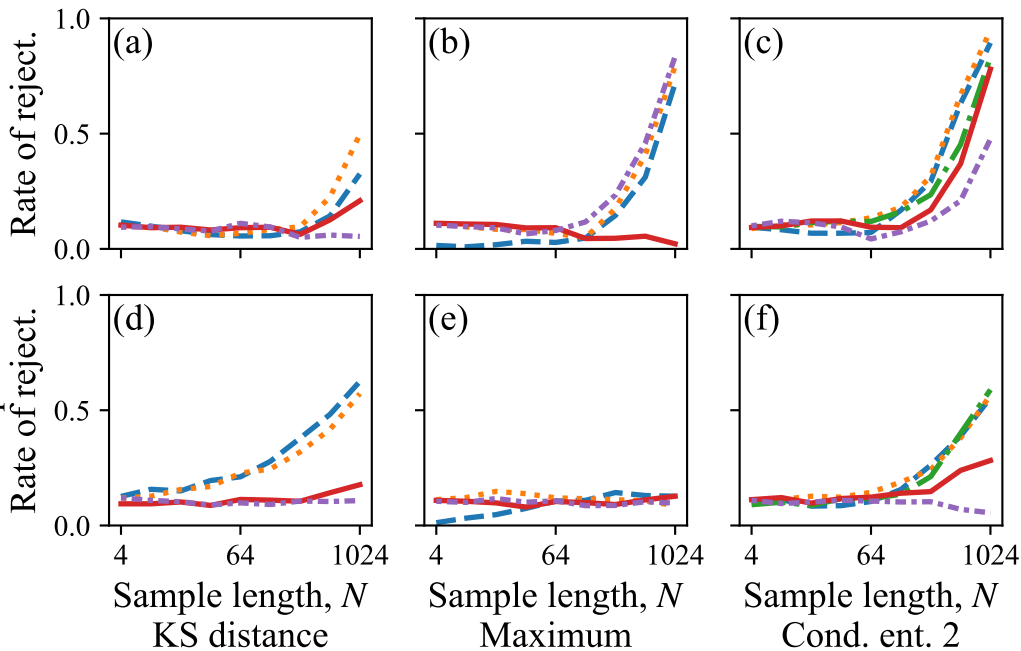 1.0 (a) (b) (c)
Rate of reject.
0.5
0.0
1.0 (d) (e) (f)
Rate of reject.
0.5
0.0
4 64 1024 4 64 1024 4 64 1024
Sample length, N Sample length, N Sample length, N
KS distance Maximum Cond. ent. 2